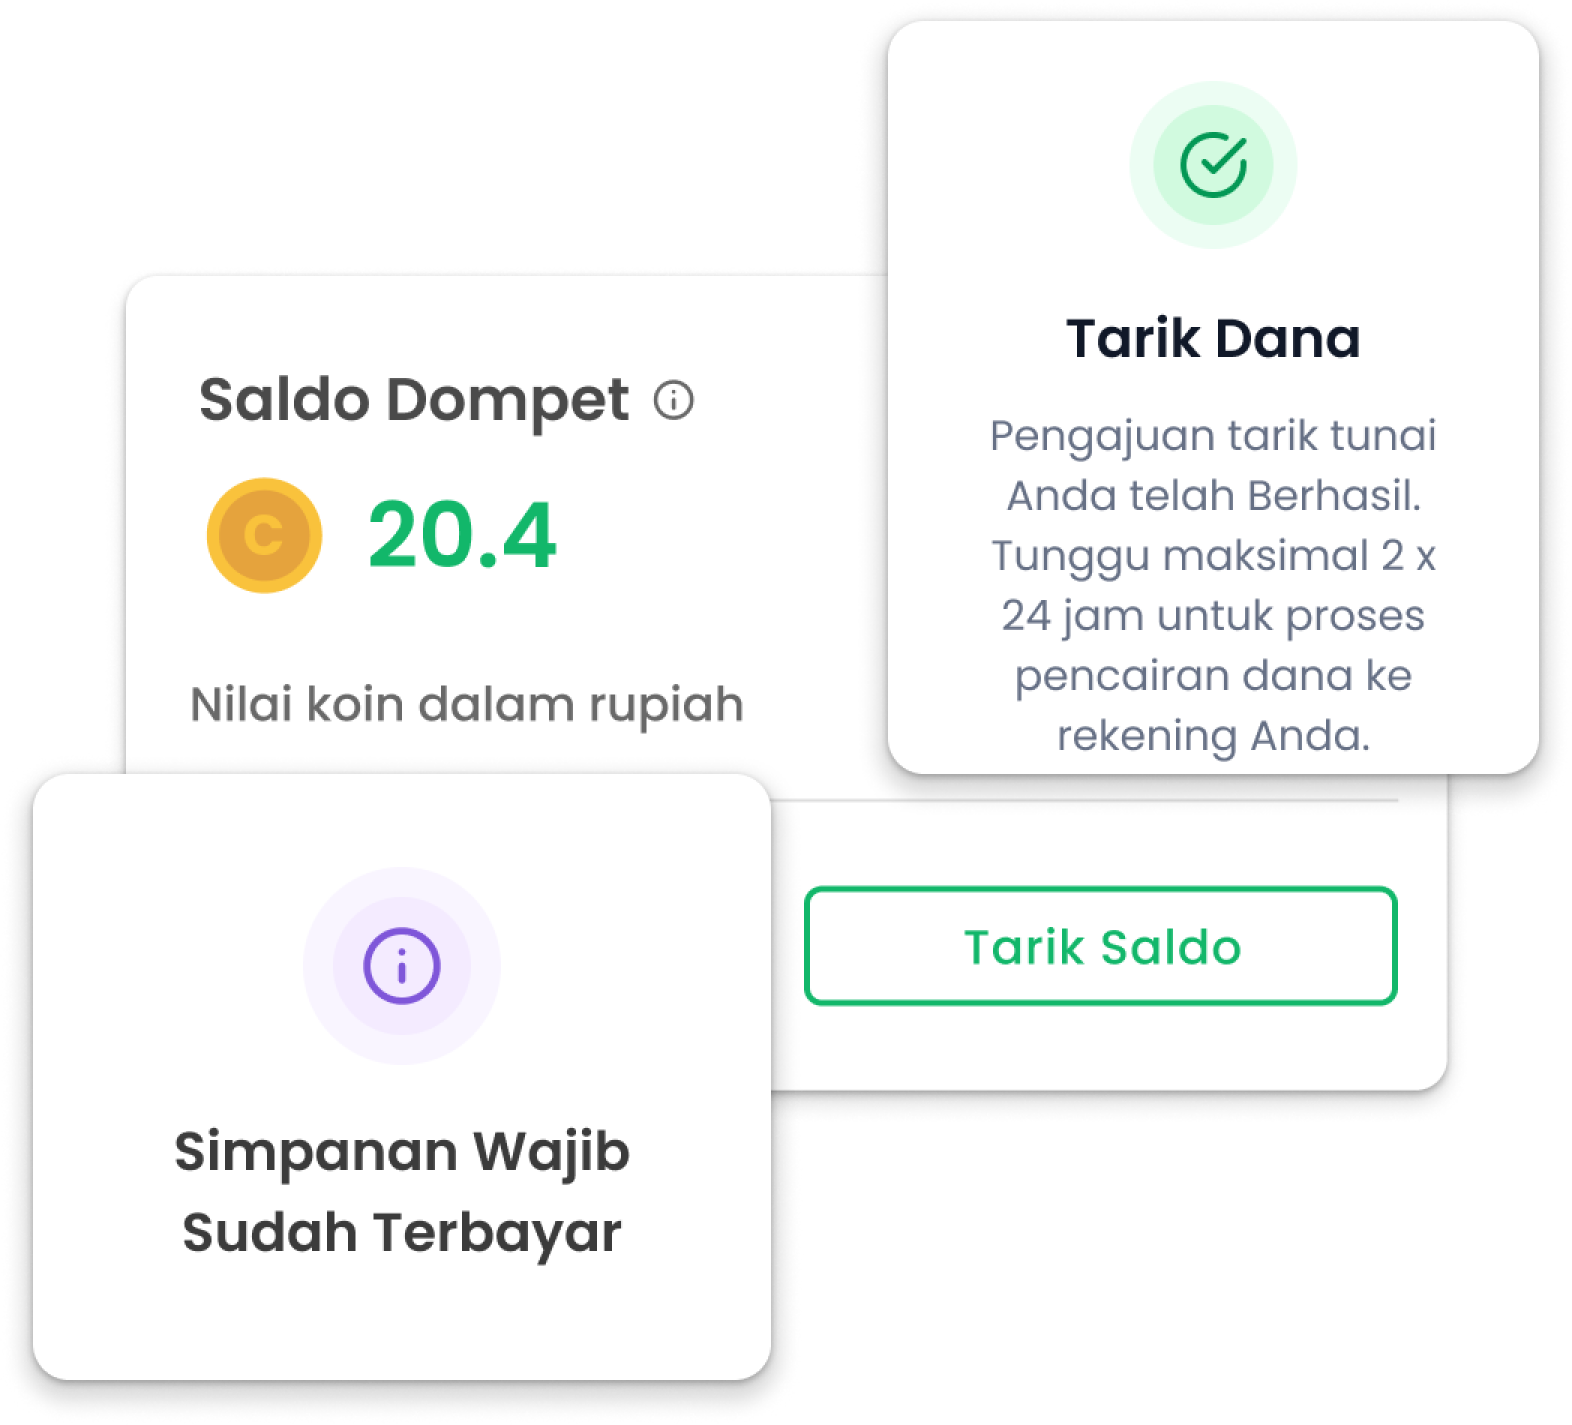 Tarik Dana
Pengajuan tarik tunai
Anda telah Berhasil.
Tunggu maksimal 2 x
24 jam untuk proses
pencairan dana ke
rekening Anda.
Saldo Dompet
C
20.4
Nilai koin dalam rupiah
Tarik Saldo
Simpanan Wajib
Sudah Terbayar